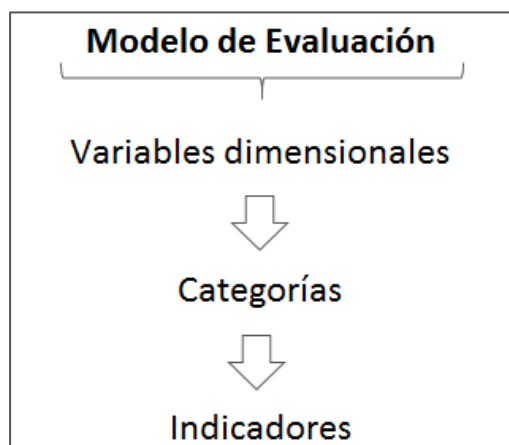 Modelo de Evaluación
Variables dimensionales
Categorías
Indicadores